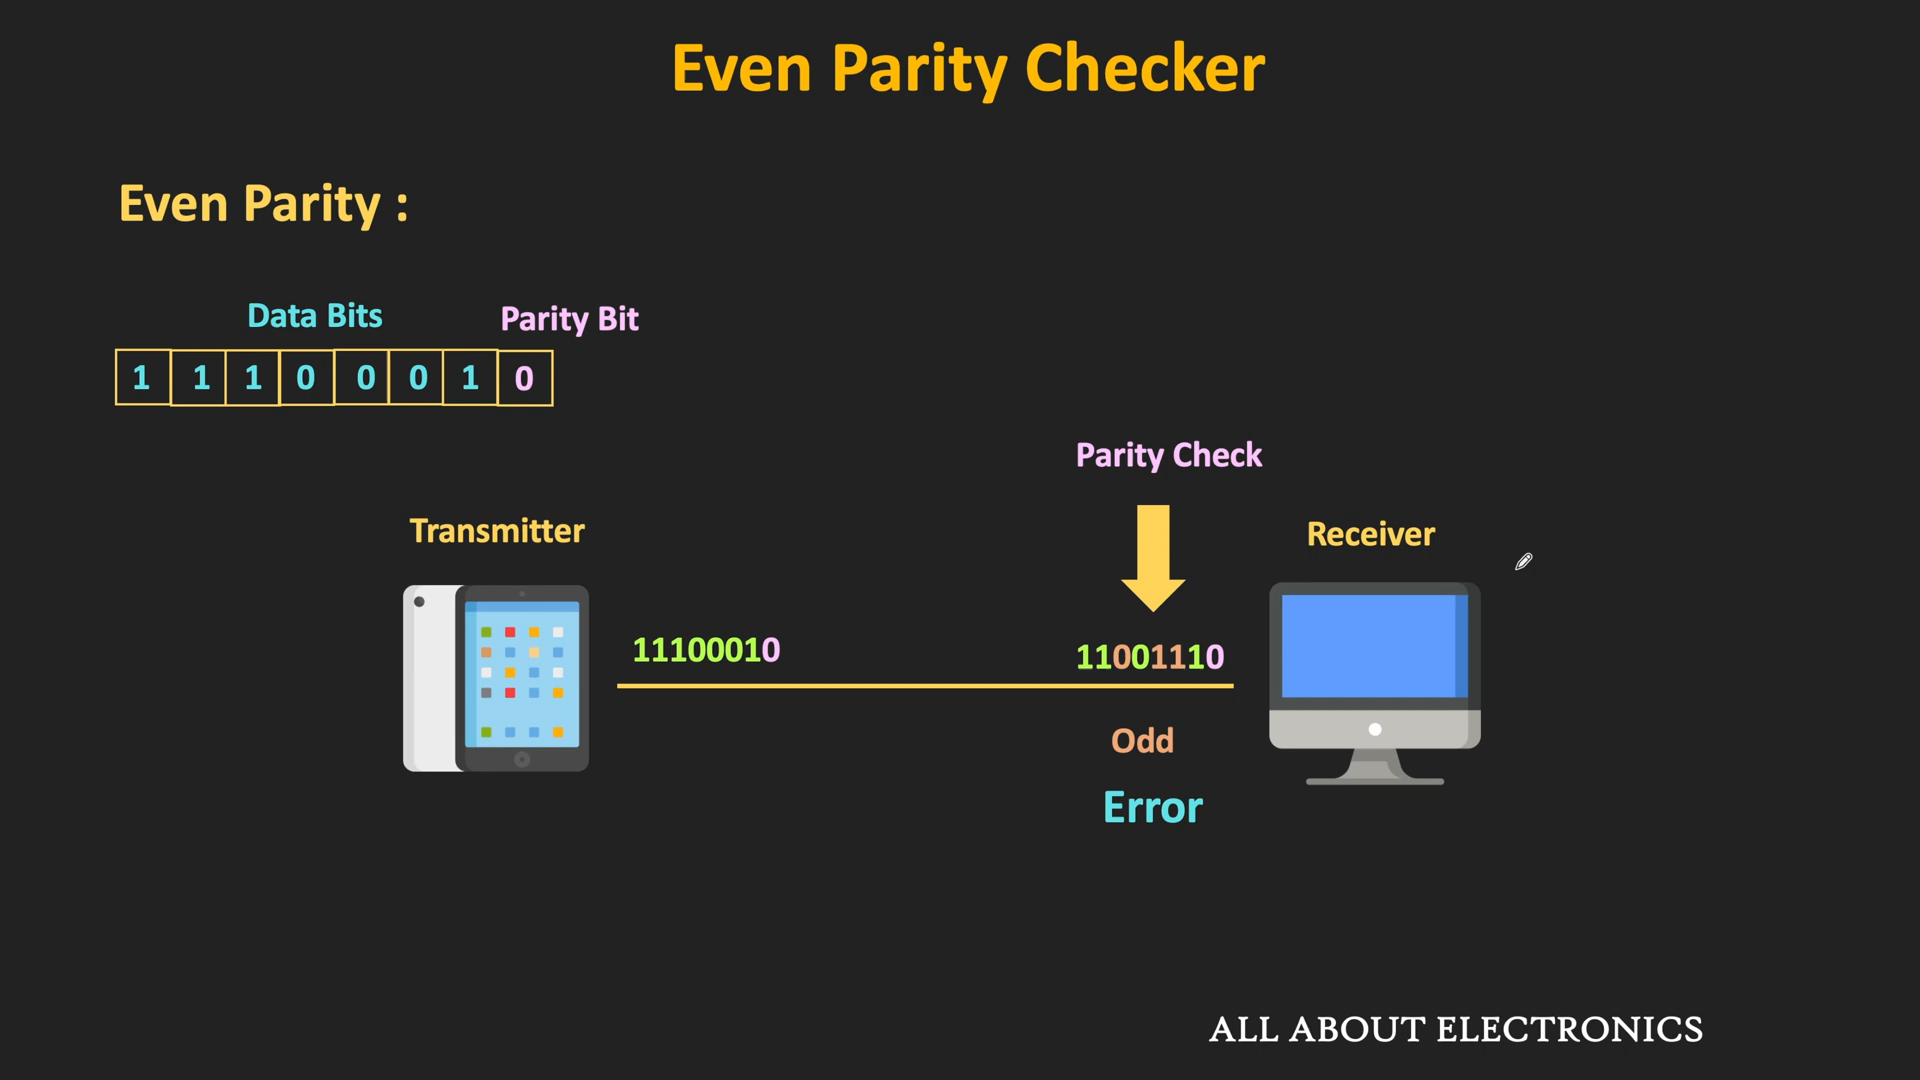 Even Parity Checker
Even Parity :
Data Bits
Parity Bit
1 1 1 0 0 0 1 0
Parity Check
Transmitter
Receiver
11100010
11001110
Odd
Error
ALL ABOUT ELECTRONICS